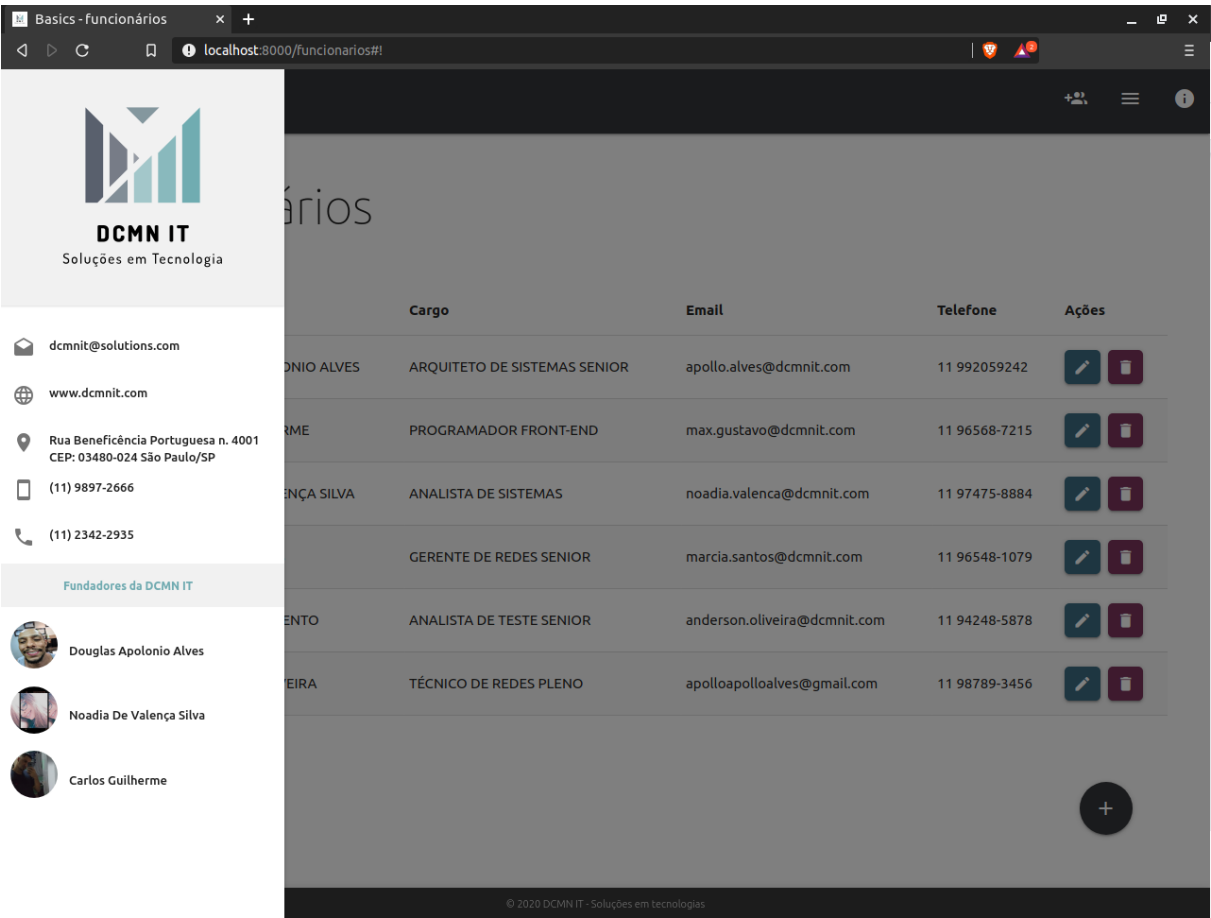 Basics - funcionários
localhost:8000/funcionarios#!
2
DCMN IT
Soluções em Tecnologia
dcmnit@solutions.com
www.dcmnit.com
Rua Beneficência Portuguesa n. 4001
CEP: 03480-024 São Paulo/SP
(11) 9897-2666
(11) 2342-2935
Fundadores da DCMN IT
Douglas Apolonio Alves
Noadia De Valença Silva
Carlos Guilherme
ários
Cargo Email Telefone Ações
ONIO ALVES ARQUITETO DE SISTEMAS SENIOR apollo.alves@dcmnit.com 11 992059242
RME PROGRAMADOR FRONT-END max.gustavo@dcmnit.com 11 96568-7215
ENÇA SILVA ANALISTA DE SISTEMAS noadia.valenca@dcmnit.com 11 97475-8884
GERENTE DE REDES SENIOR marcia.santos@dcmnit.com 11 96548-1079
ENTO ANALISTA DE TESTE SENIOR anderson.oliveira@dcmnit.com 11 94248-5878
EIRA TÉCNICO DE REDES PLENO apolloapolloalves@gmail.com 11 98789-3456
© 2020 DCMN IT - Soluções em tecnologias